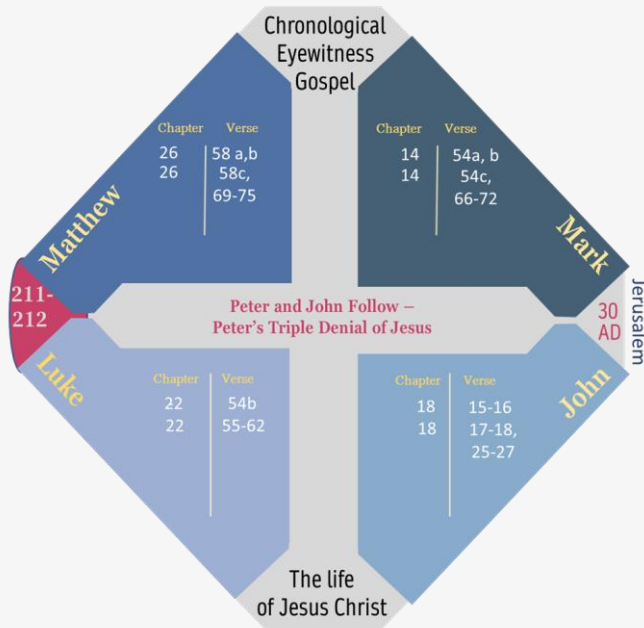 Chronological
Eyewitness
Gospel
Matthew
Chapter Verse
26 58 a,b
26 58c,
69-75
Mark
Chapter Verse
14 54a, b
14 54c,
66-72
211-
212
Peter and John Follow –
Peter's Triple Denial of Jesus
30
AD
Jerusalem
Luke
Chapter Verse
22 54b
22 55-62
John
Chapter Verse
18 15-16
18 17-18,
25-27
The life
of Jesus Christ